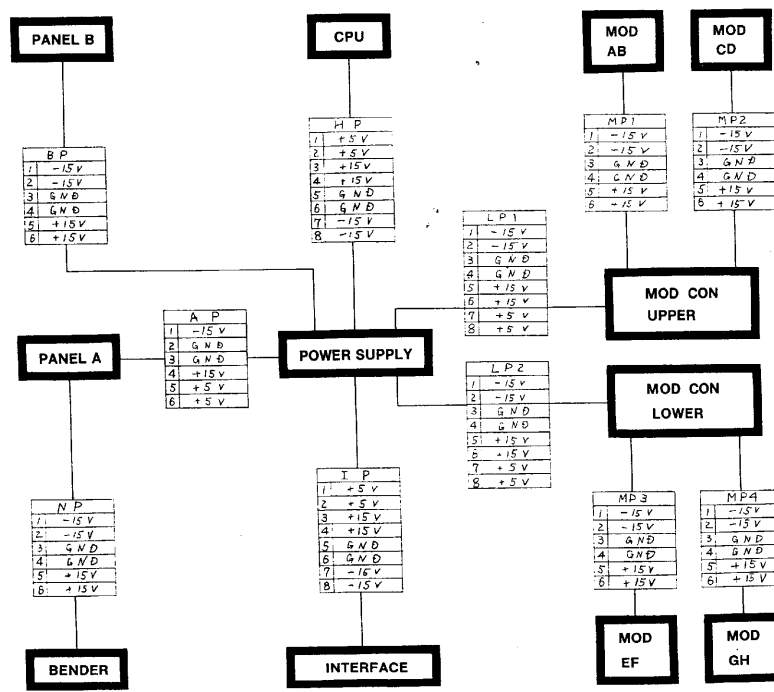 PANEL B
CPU
MOD
AB
MOD
CD
B P
1 -15 V
2 -15 V
3 GND
4 GND
5 +15 V
6 +15 V
H P
1 +5 V
2 +5 V
3 +15 V
4 +15 V
5 GND
6 GND
7 -15 V
8 -15 V
MP1
1 -15 V
2 -15 V
3 GND
4 GND
5 +15 V
6 +15 V
MP2
1 -15 V
2 -15 V
3 GND
4 GND
5 +15 V
6 +15 V
LP1
1 -15 V
2 -15 V
3 GND
4 GND
5 +15 V
6 +15 V
7 +5 V
8 +5 V
MOD CON
UPPER
PANEL A
A P
1 -15 V
2 GND
3 GND
4 +15 V
5 +5 V
6 +5 V
POWER SUPPLY
LP2
1 -15 V
2 -15 V
3 GND
4 GND
5 +15 V
6 +15 V
7 +5 V
8 +5 V
MOD CON
LOWER
N P
1 -15 V
2 -15 V
3 GND
4 GND
5 +15 V
6 +15 V
I P
1 +5 V
2 +5 V
3 +15 V
4 +15 V
5 GND
6 GND
7 -15 V
8 -15 V
MP3
1 -15 V
2 -15 V
3 GND
4 GND
5 +15 V
6 +15 V
MP4
1 -15 V
2 -15 V
3 GND
4 GND
5 +15 V
6 +15 V
BENDER
INTERFACE
MOD
EF
MOD
GH